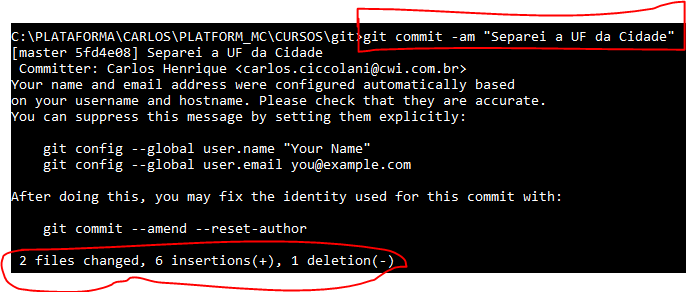 C:\PLATAFORMA\CARLOS\PLATFORM_MC\CURSOS\git>git commit -am "Separei a UF da Cidade"
[master 5fd4e08] Separei a UF da Cidade
 Committer: Carlos Henrique <carlos.ciccolani@cwi.com.br>
Your name and email address were configured automatically based
on your username and hostname. Please check that they are accurate.
You can suppress this message by setting them explicitly:

    git config --global user.name "Your Name"
    git config --global user.email you@example.com

After doing this, you may fix the identity used for this commit with:

    git commit --amend --reset-author

 2 files changed, 6 insertions(+), 1 deletion(-)